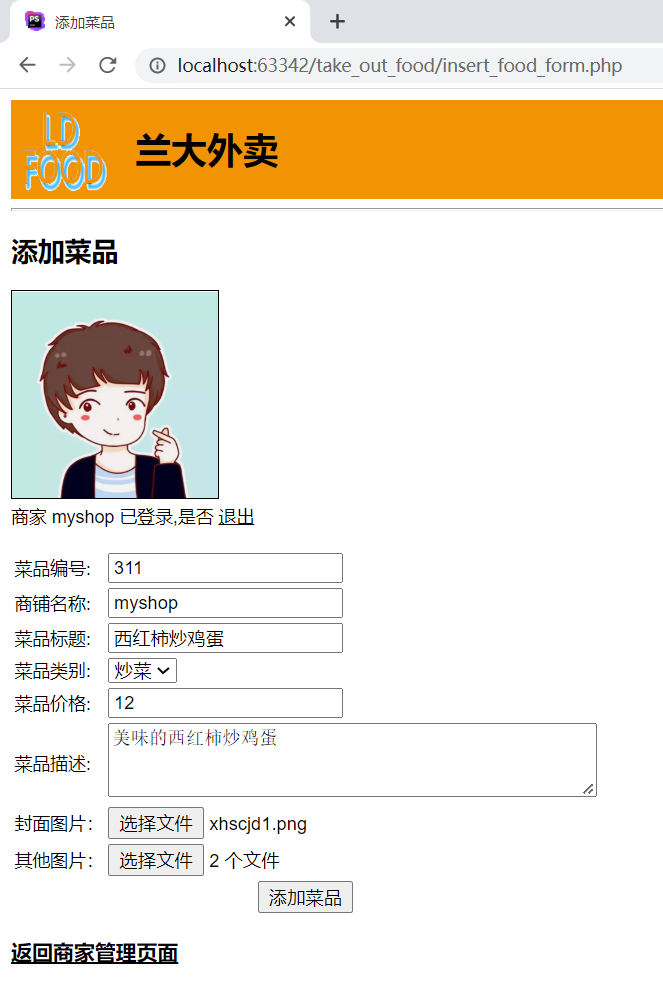 PS 添加菜品
localhost:63342/take_out_food/insert_food_form.php
LD
FOOD
兰大外卖
添加菜品
商家 myshop 已登录,是否 退出
菜品编号: 311
商铺名称: myshop
菜品标题: 西红柿炒鸡蛋
菜品类别: 炒菜
菜品价格: 12
菜品描述: 美味的西红柿炒鸡蛋
封面图片: 选择文件 xhscjd1.png
其他图片: 选择文件 2 个文件
添加菜品
返回商家管理页面